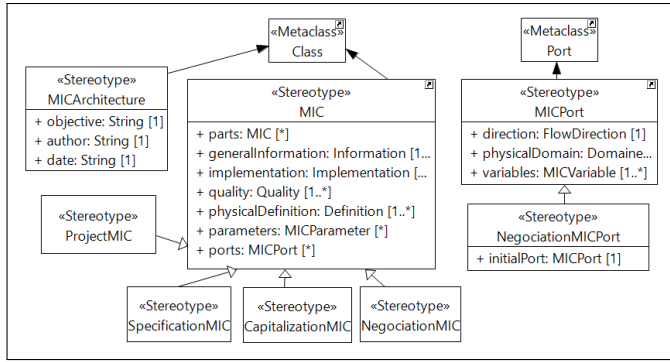 «Metaclass»
Class
«Metaclass»
Port
«Stereotype»
MICArchitecture
+ objective: String [1]
+ author: String [1]
+ date: String [1]
«Stereotype»
MIC
+ parts: MIC [*]
+ generalInformation: Information [1...
+ implementation: Implementation [...
+ quality: Quality [1..*]
+ physicalDefinition: Definition [1..*]
+ parameters: MICParameter [*]
+ ports: MICPort [*]
«Stereotype»
MICPort
+ direction: FlowDirection [1]
+ physicalDomain: Domaine...
+ variables: MICVariable [1..*]
«Stereotype»
ProjectMIC
«Stereotype»
NegociationMICPort
+ initialPort: MICPort [1]
«Stereotype»
SpecificationMIC
«Stereotype»
CapitalizationMIC
«Stereotype»
NegociationMIC